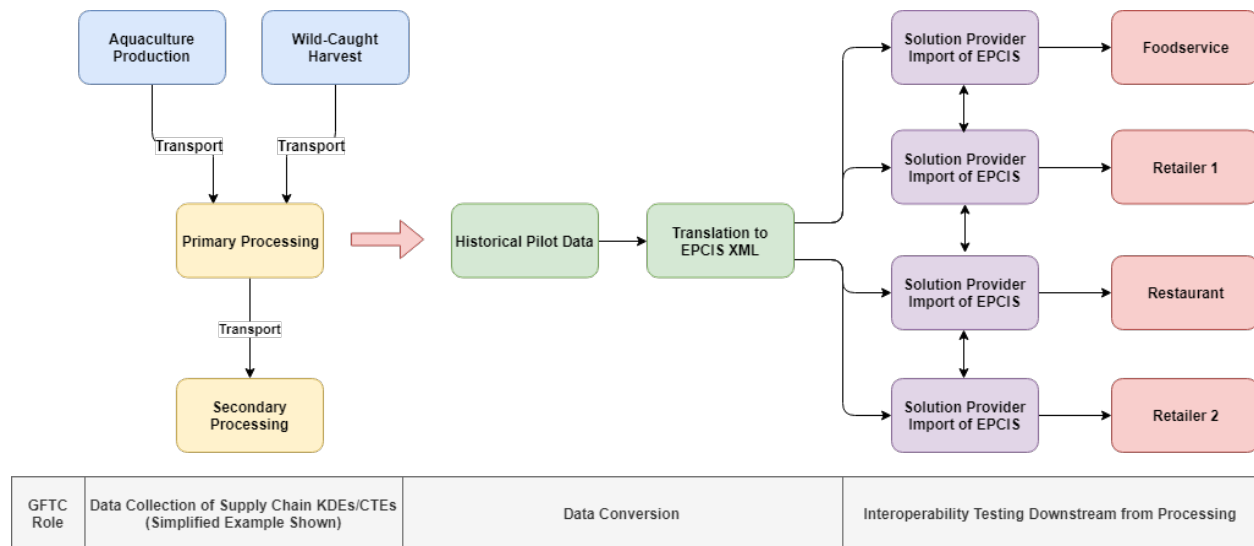 Aquaculture
Production
Wild-Caught
Harvest
Transport
Transport
Primary Processing
Transport
Secondary
Processing
Historical Pilot Data
Translation to
EPCIS XML
Solution Provider
Import of EPCIS
Foodservice
Solution Provider
Import of EPCIS
Retailer 1
Solution Provider
Import of EPCIS
Restaurant
Solution Provider
Import of EPCIS
Retailer 2
GFTC
Role
Data Collection of Supply Chain KDEs/CTEs
(Simplified Example Shown)
Data Conversion
Interoperability Testing Downstream from Processing